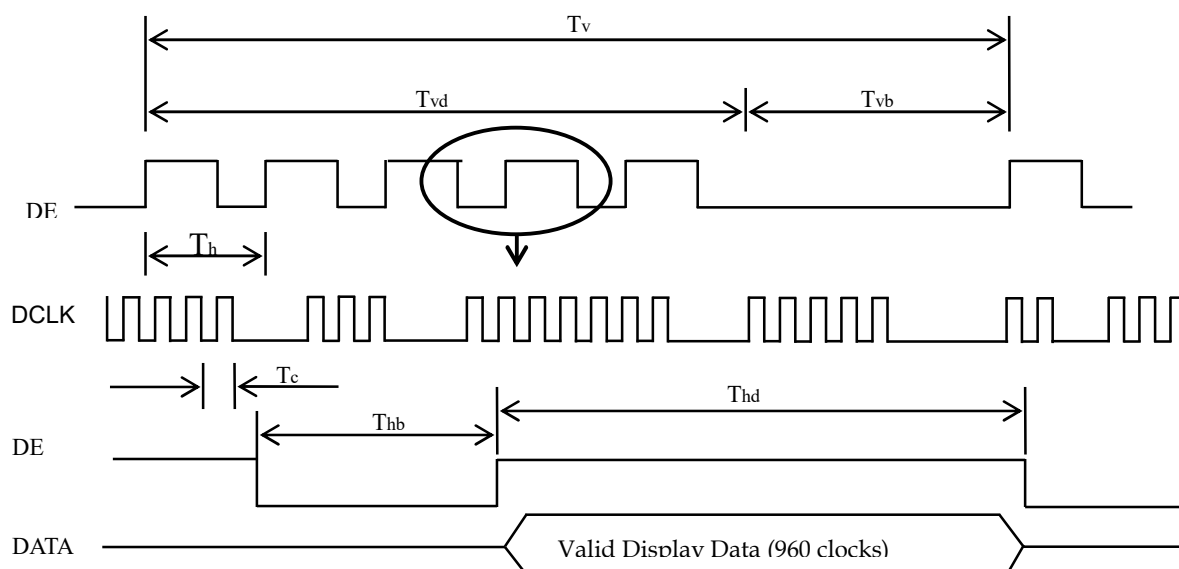 Tv
Tvd
Tvb
DE
Th
DCLK
Tc
Thd
Thb
DE
DATA
Valid Display Data (960 clocks)